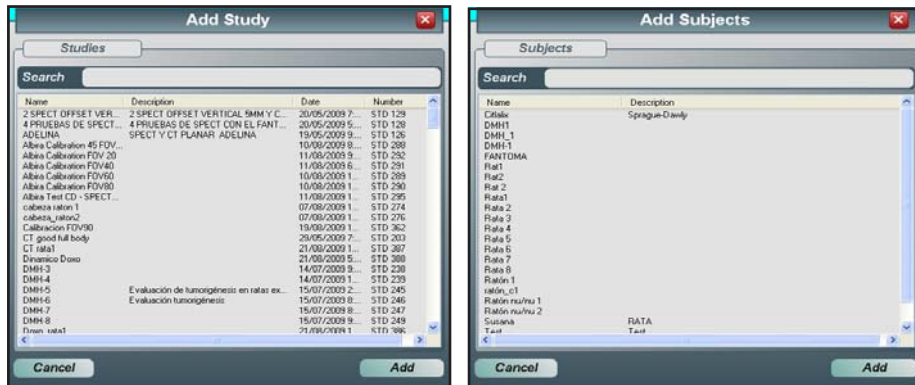 Add Study
Studies
Search
Name Description Date Number
2 SPECT OFFSET VER... 2 SPECT OFFSET VERTICAL 5MM Y C... 20/05/2009 7:... STD 129
4 PRUEBAS DE SPECT... 4 PRUEBAS DE SPECT CON EL FANT... 20/05/2009 5:... STD 128
ADELINA SPECT Y CT PLANAR ADELINA 19/05/2009 9:... STD 126
Albira Calibration 45 FOV... 10/08/2009 8:... STD 288
Albira Calibration FOV 20 11/08/2009 9:... STD 292
Albira Calibration FOV40 11/08/2009 6:... STD 291
Albira Calibration FOV60 10/08/2009 1... STD 289
Albira Calibration FOV80 10/08/2009 1... STD 290
Albira Test CD - SPECT... 11/08/2009 1... STD 295
cabeza raton 1 07/08/2009 1... STD 274
cabeza_raton2 07/08/2009 1... STD 276
Calibracion FOV90 19/08/2009 1... STD 362
CT good full body 29/05/2009 7:... STD 203
CT rata1 21/08/2009 1... STD 387
Dinamico Doxo 21/08/2009 5:... STD 388
DMH-3 14/07/2009 9:... STD 238
DMH-4 14/07/2009 1... STD 239
DMH-5 Evaluación de tumorigénesis en ratas ex... 15/07/2009 2:... STD 245
DMH-6 Evaluación tumorigénesis 15/07/2009 8:... STD 246
DMH-7 15/07/2009 8:... STD 247
DMH-8 15/07/2009 9:... STD 249
rata1 21/08/2009 1... STD 386
Cancel Add
Add Subjects
Subjects
Search
Name Description
Citlalix Sprague-Dawly
DMH1
DMH_1
DMH-1
FANTOMA
Rat1
Rat2
Rat 2
Rata1
Rata 2
Rata 3
Rata 4
Rata 5
Rata 6
Rata 7
Rata 8
Ratón 1
ratón_c1
Ratón nu/nu 1
Ratón nu/nu 2
Susana RATA
Test Test
Cancel Add